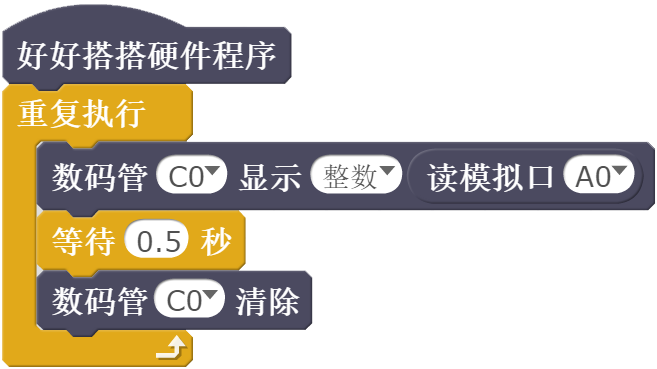 好好搭搭硬件程序
重复执行
数码管 C0 显示 整数 读模拟口 A0
等待 0.5 秒
数码管 C0 清除